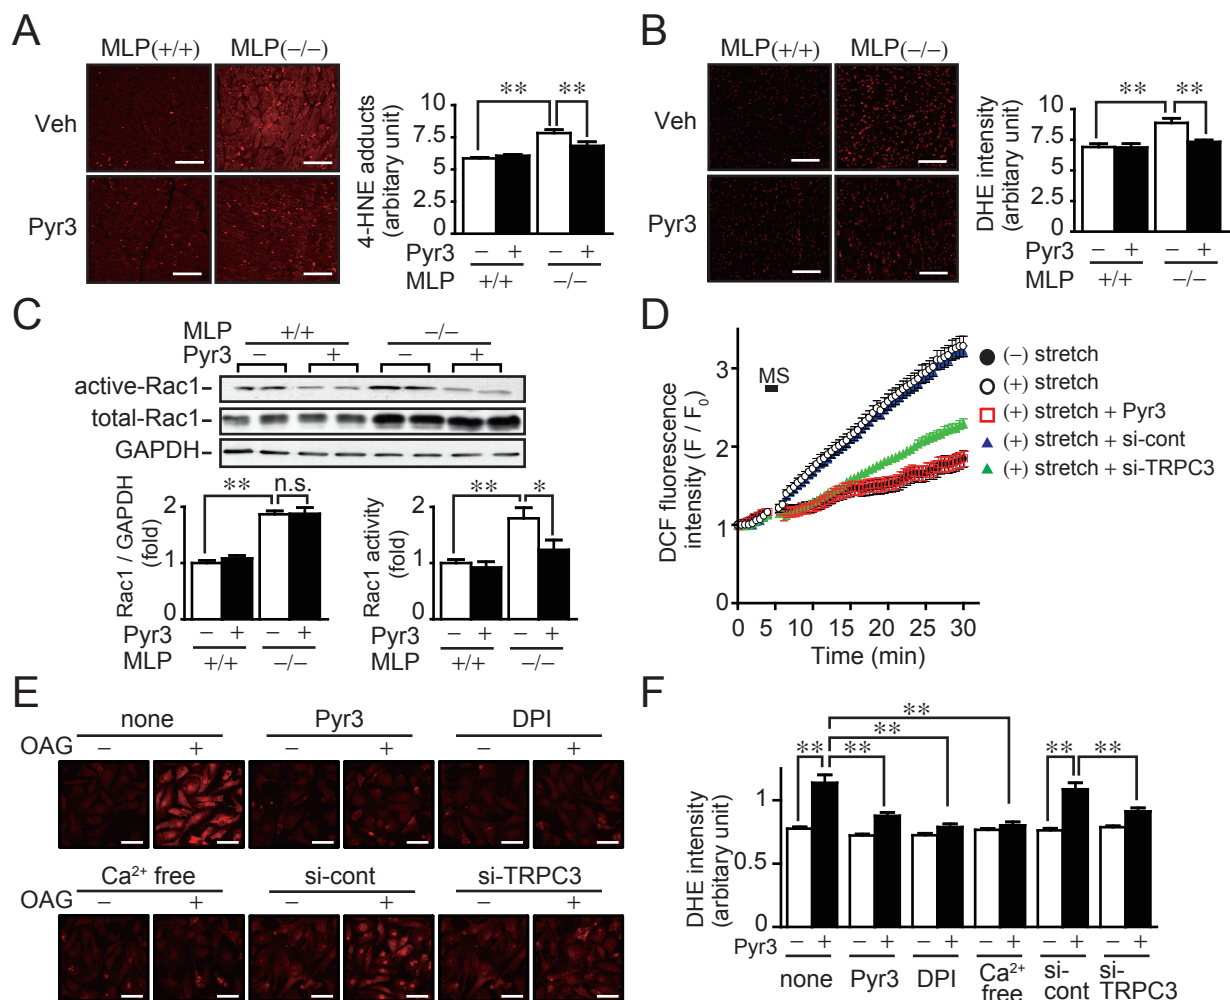 A
MLP(+/+) MLP(−/−)
Veh
Pyr3
4-HNE adducts
(arbitary unit)
10
7.5
5
2.5
0
** **
Pyr3 − + − +
MLP +/+ −/−
B
MLP(+/+) MLP(−/−)
Veh
Pyr3
DHE intensity
(arbitary unit)
10
7.5
5
2.5
0
** **
Pyr3 − + − +
MLP +/+ −/−
C
MLP +/+ −/−
Pyr3 − + − +
active-Rac1
total-Rac1
GAPDH
Rac1 / GAPDH
(fold)
2
1
0
** n.s.
Pyr3 − + − +
MLP +/+ −/−
Rac1 activity
(fold)
2
1
0
** *
Pyr3 − + − +
MLP +/+ −/−
D
DCF fluorescence
intensity (F / F0)
3
2
1
0
MS
0 5 10 15 20 25 30
Time (min)
(−) stretch
(+) stretch
(+) stretch + Pyr3
(+) stretch + si-cont
(+) stretch + si-TRPC3
E
none Pyr3 DPI
OAG − + − + − +
Ca²⁺ free si-cont si-TRPC3
OAG − + − + − +
F
DHE intensity
(arbitary unit)
1
0.5
0
**
**
** ** ** **
Pyr3 − + − + − + − + − + − +
none Pyr3 DPI Ca²⁺ si- si-
free cont TRPC3